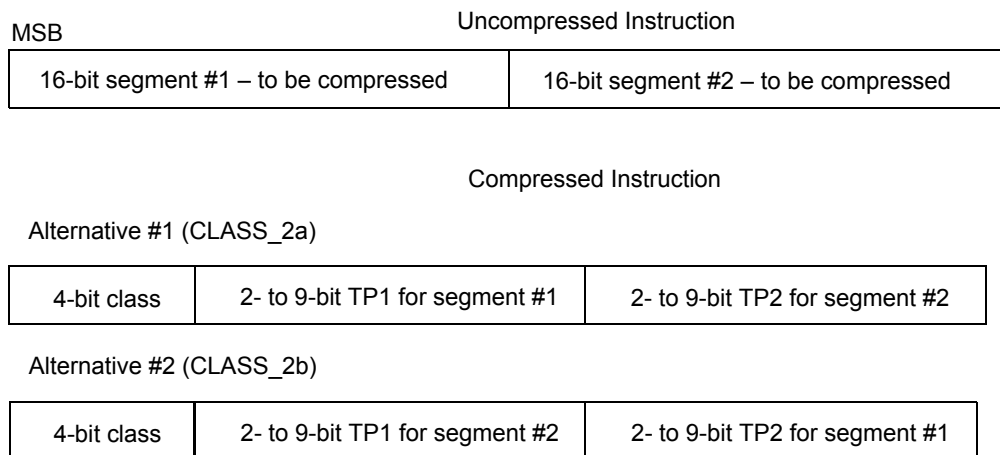 Uncompressed Instruction
MSB
16-bit segment #1 – to be compressed
16-bit segment #2 – to be compressed
Compressed Instruction
Alternative #1 (CLASS_2a)
4-bit class
2- to 9-bit TP1 for segment #1
2- to 9-bit TP2 for segment #2
Alternative #2 (CLASS_2b)
4-bit class
2- to 9-bit TP1 for segment #2
2- to 9-bit TP2 for segment #1